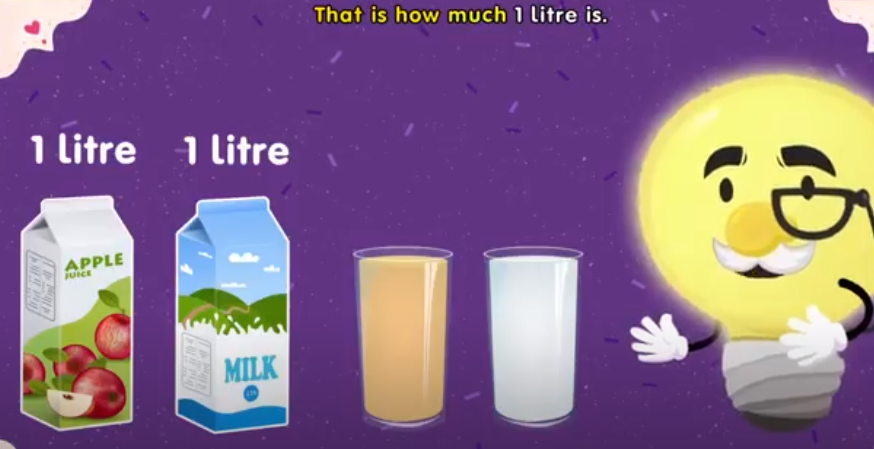 That is how much 1 litre is.
1 litre 1 litre
APPLE
JUICE
MILK